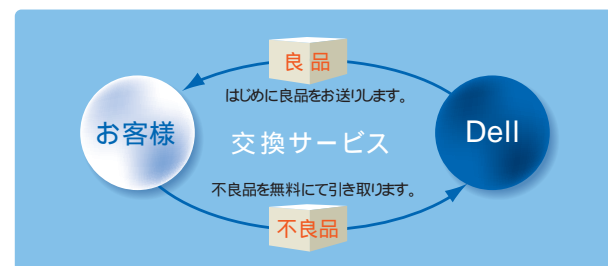 良品
はじめに良品をお送りします。
お客様
交換サービス
Dell
不良品を無料にて引き取ります。
不良品